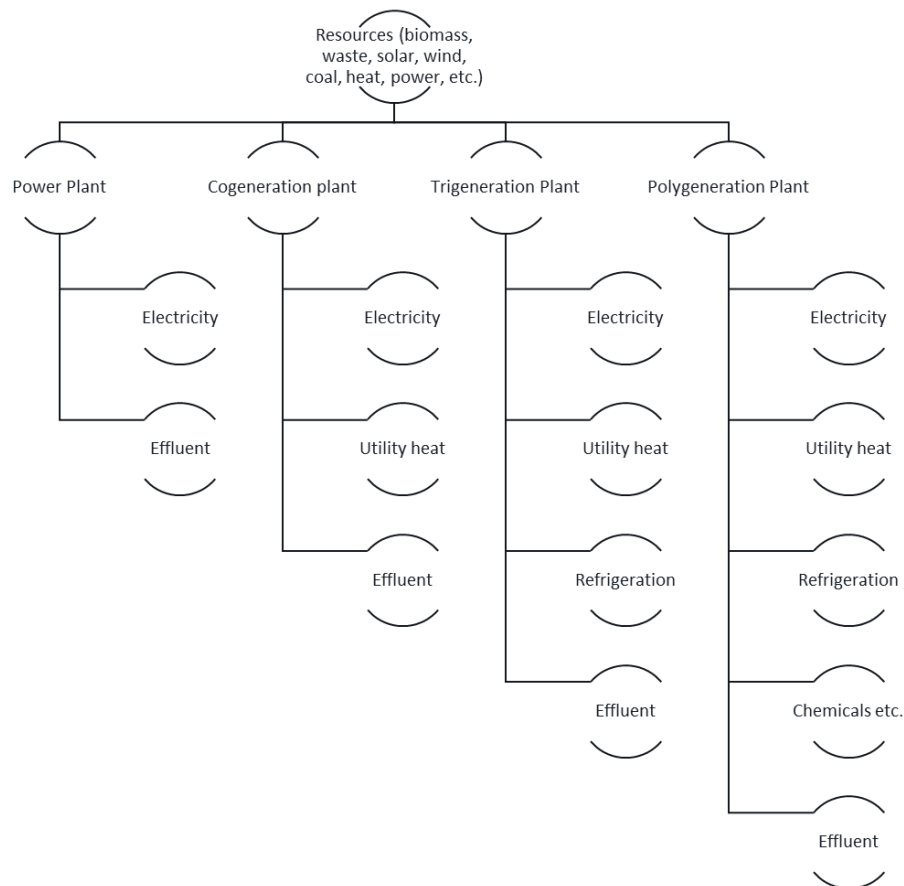 Resources (biomass,
waste, solar, wind,
coal, heat, power, etc.)
Power Plant
Cogeneration plant
Trigeneration Plant
Polygeneration Plant
Electricity
Electricity
Electricity
Electricity
Effluent
Utility heat
Utility heat
Utility heat
Effluent
Refrigeration
Refrigeration
Effluent
Chemicals etc.
Effluent